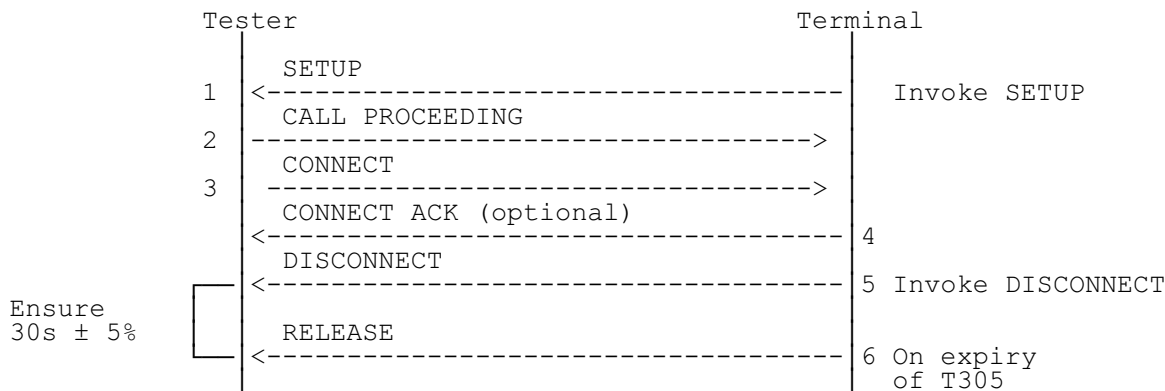 Tester Terminal
SETUP
1 Invoke SETUP
CALL PROCEEDING
2
CONNECT
3
CONNECT ACK (optional)
4
DISCONNECT
5 Invoke DISCONNECT
Ensure
30s ± 5%
RELEASE
6 On expiry
of T305